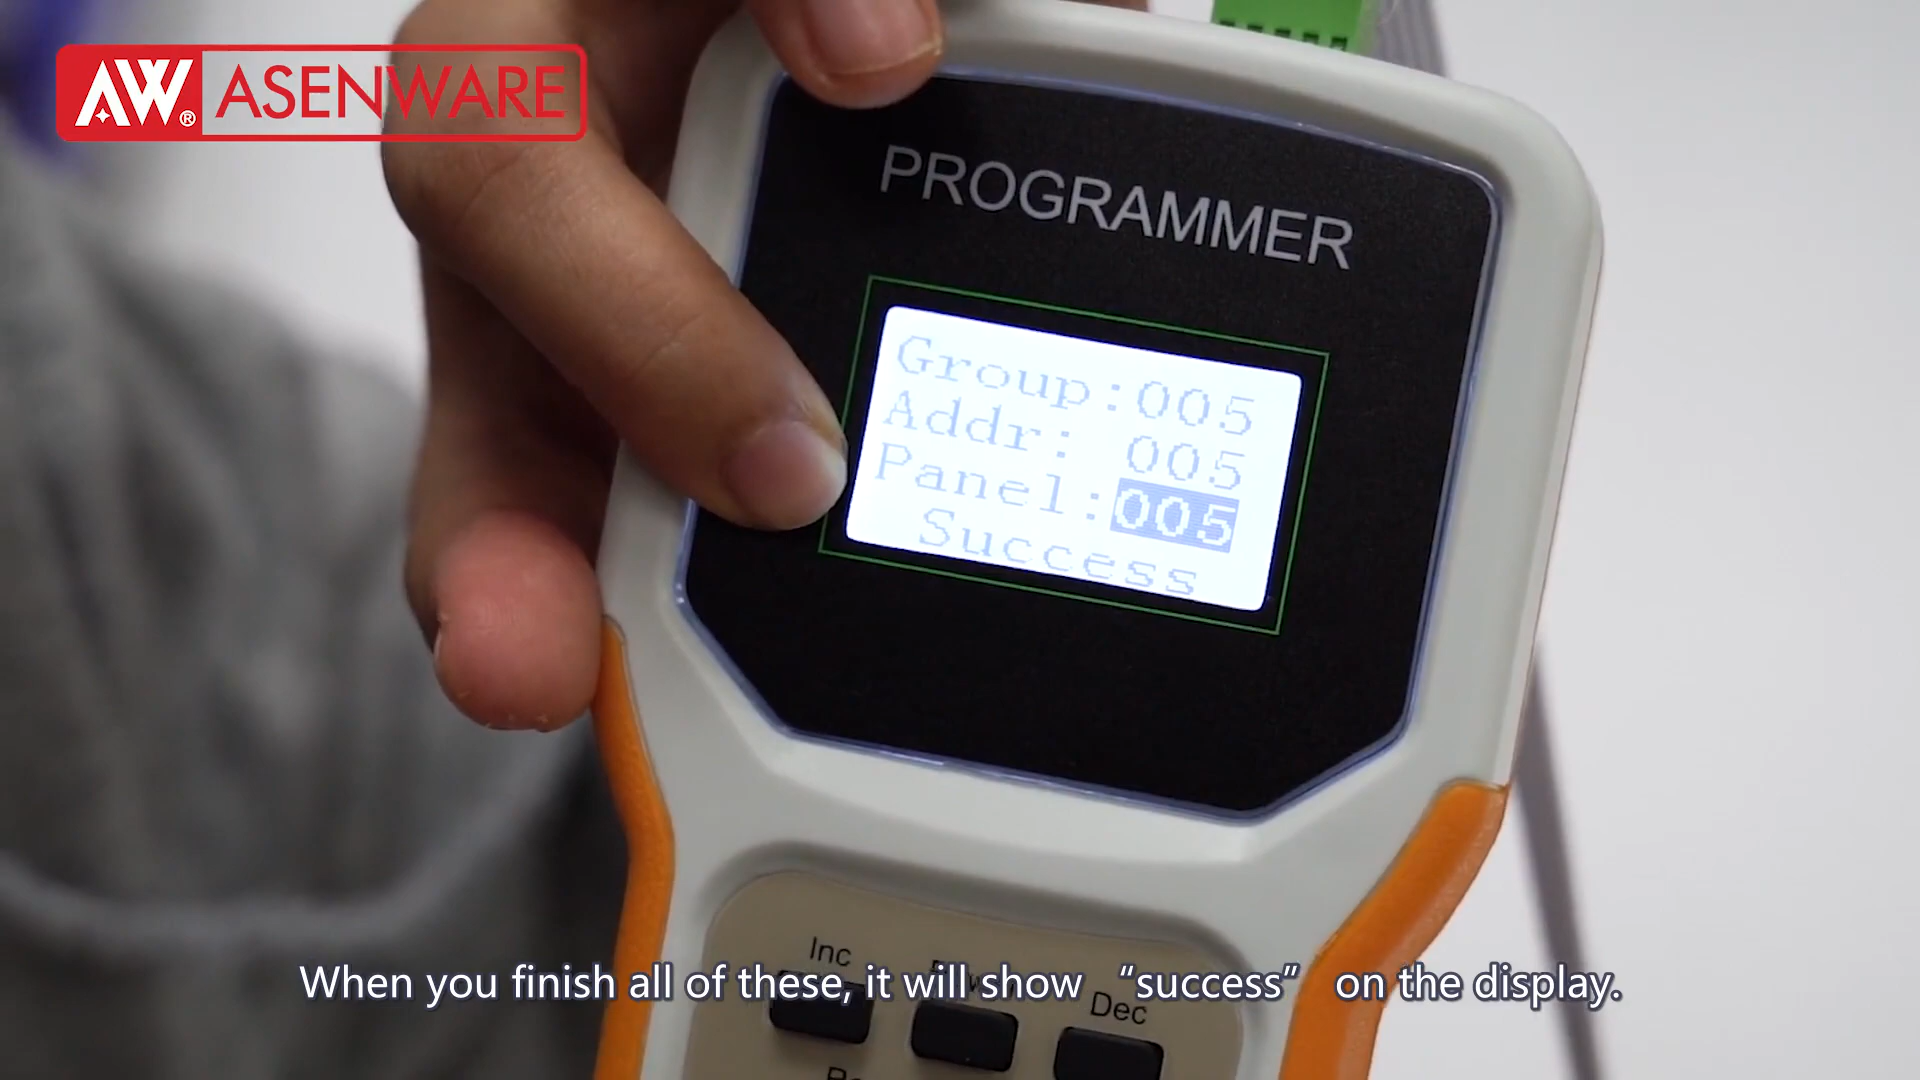 AW® ASENWARE
PROGRAMMER
Group:005
Addr: 005
Panel:005
Success
Inc
Dec
When you finish all of these, it will show “success” on the display.